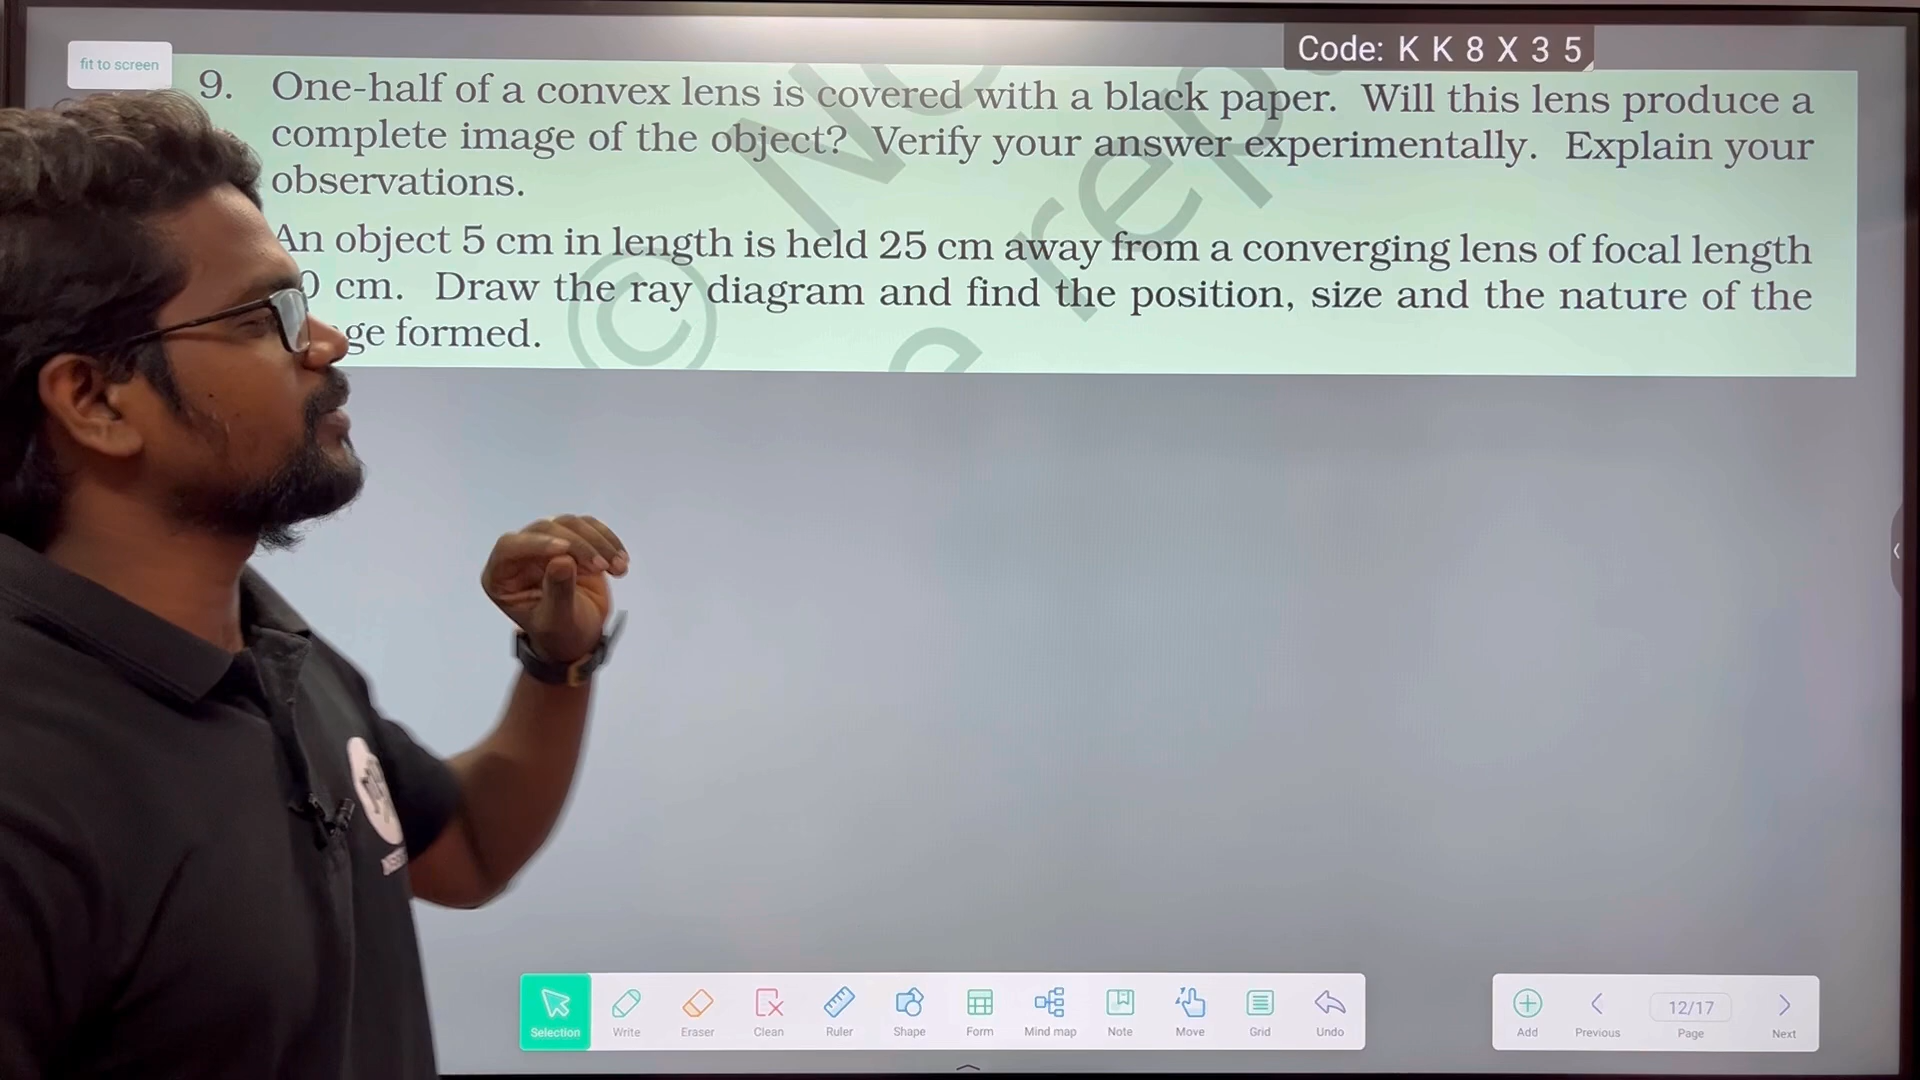 fit to screen
Code: K K 8 X 3 5
9. One-half of a convex lens is covered with a black paper. Will this lens produce a
complete image of the object? Verify your answer experimentally. Explain your
observations.
An object 5 cm in length is held 25 cm away from a converging lens of focal length
0 cm. Draw the ray diagram and find the position, size and the nature of the
ge formed.
©
Selection
Write
Eraser
Clean
Ruler
Shape
Form
Mind map
Note
Move
Grid
Undo
Add
Previous
12/17
Page
Next